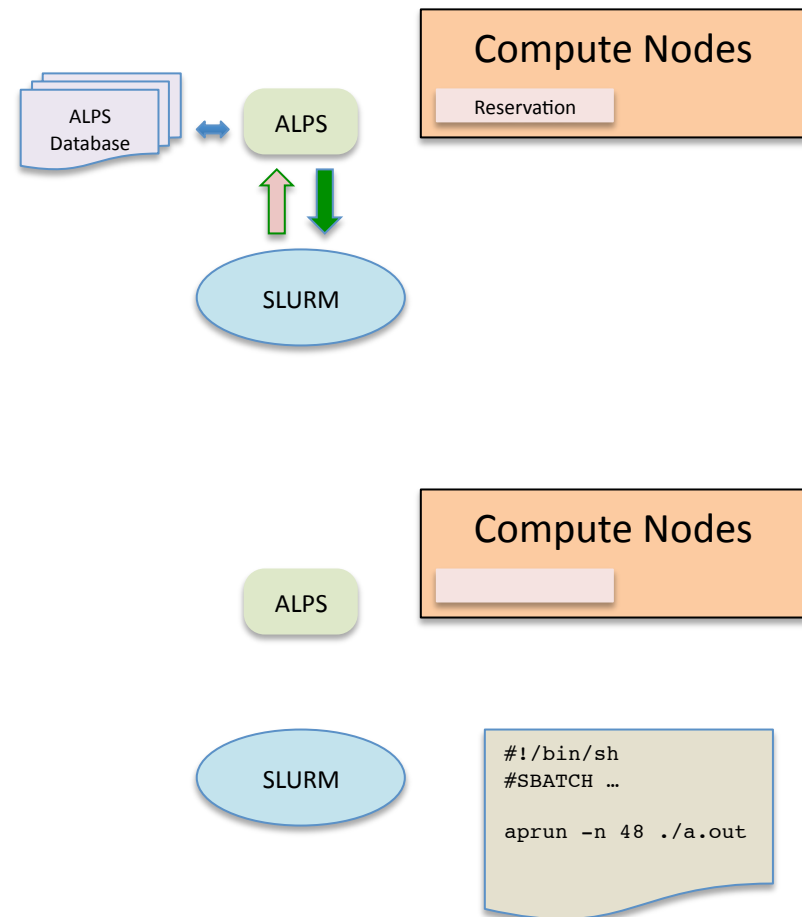 Compute Nodes
Reservation
ALPS
Database
ALPS
SLURM
Compute Nodes
ALPS
SLURM
#!/bin/sh
#SBATCH …
aprun -n 48 ./a.out